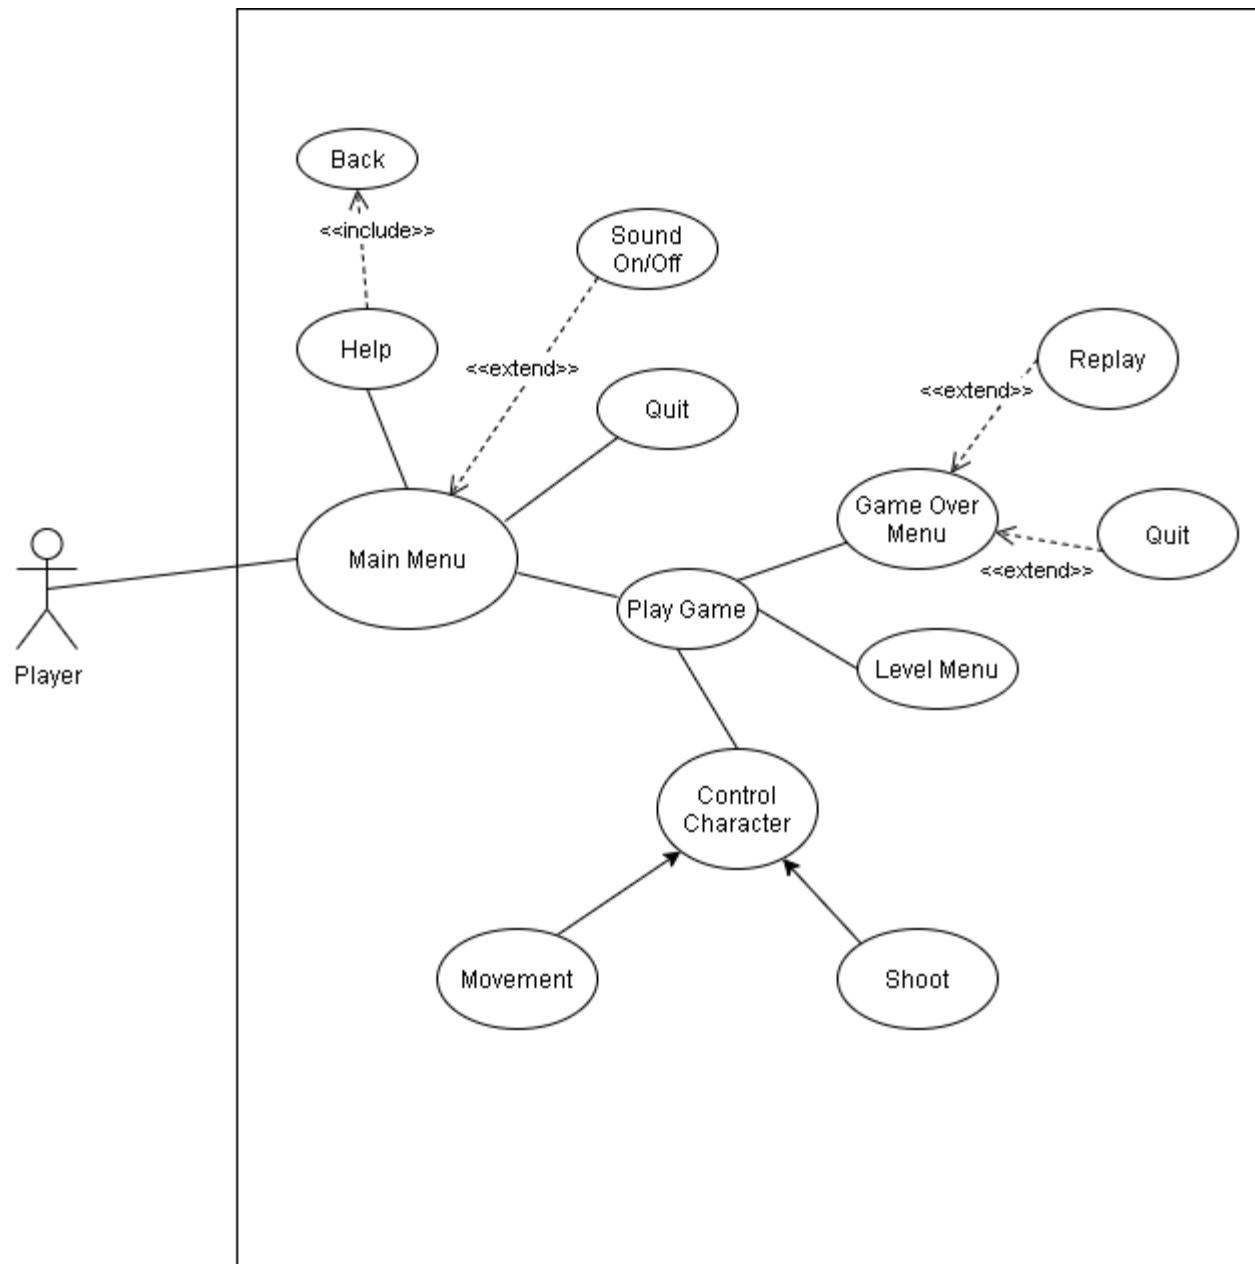 Back
<<include>>
Sound
On/Off
Help
<<extend>>
Quit
Replay
<<extend>>
Game Over
Menu
Quit
<<extend>>
Main Menu
Play Game
Level Menu
Player
Control
Character
Movement
Shoot